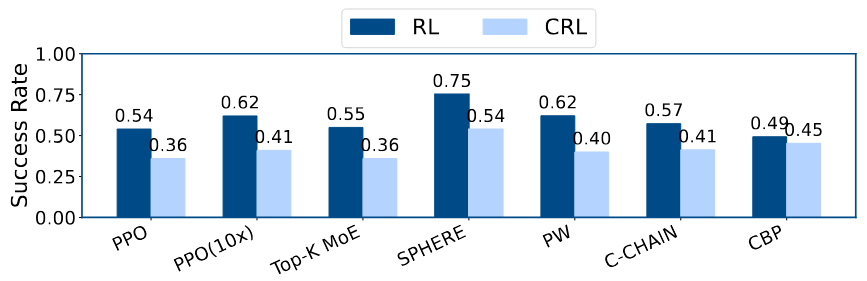 RL CRL
Success Rate
1.00
0.75
0.50
0.25
0.00
0.54 0.36 0.62 0.41 0.55 0.36 0.75 0.54 0.62 0.40 0.57 0.41 0.49 0.45
PPO PPO(10x) Top-K MoE SPHERE PW C-CHAIN CBP